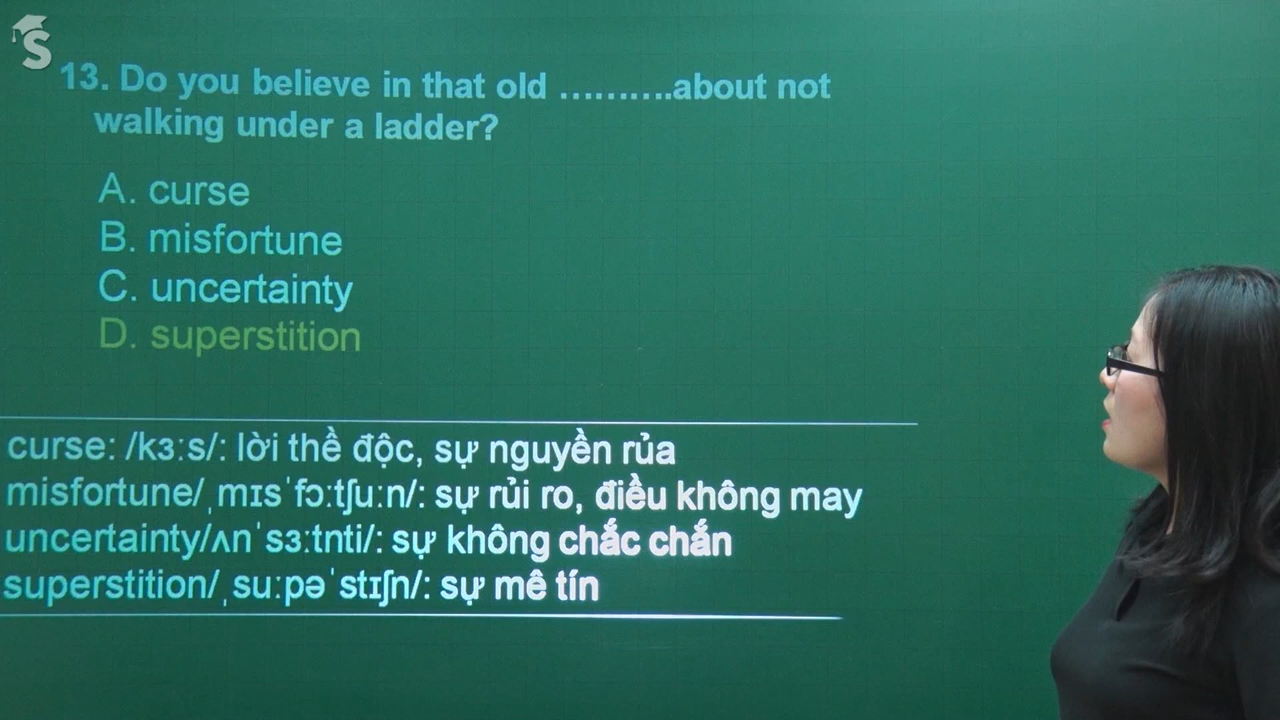 S
13. Do you believe in that old ……….about not
walking under a ladder?
A. curse
B. misfortune
C. uncertainty
D. superstition
curse: /kɜːs/: lời thề độc, sự nguyền rủa
misfortune/ˌmɪsˈfɔːtʃuːn/: sự rủi ro, điều không may
uncertainty/ʌnˈsɜːtnti/: sự không chắc chắn
superstition/ˌsuːpəˈstɪʃn/: sự mê tín